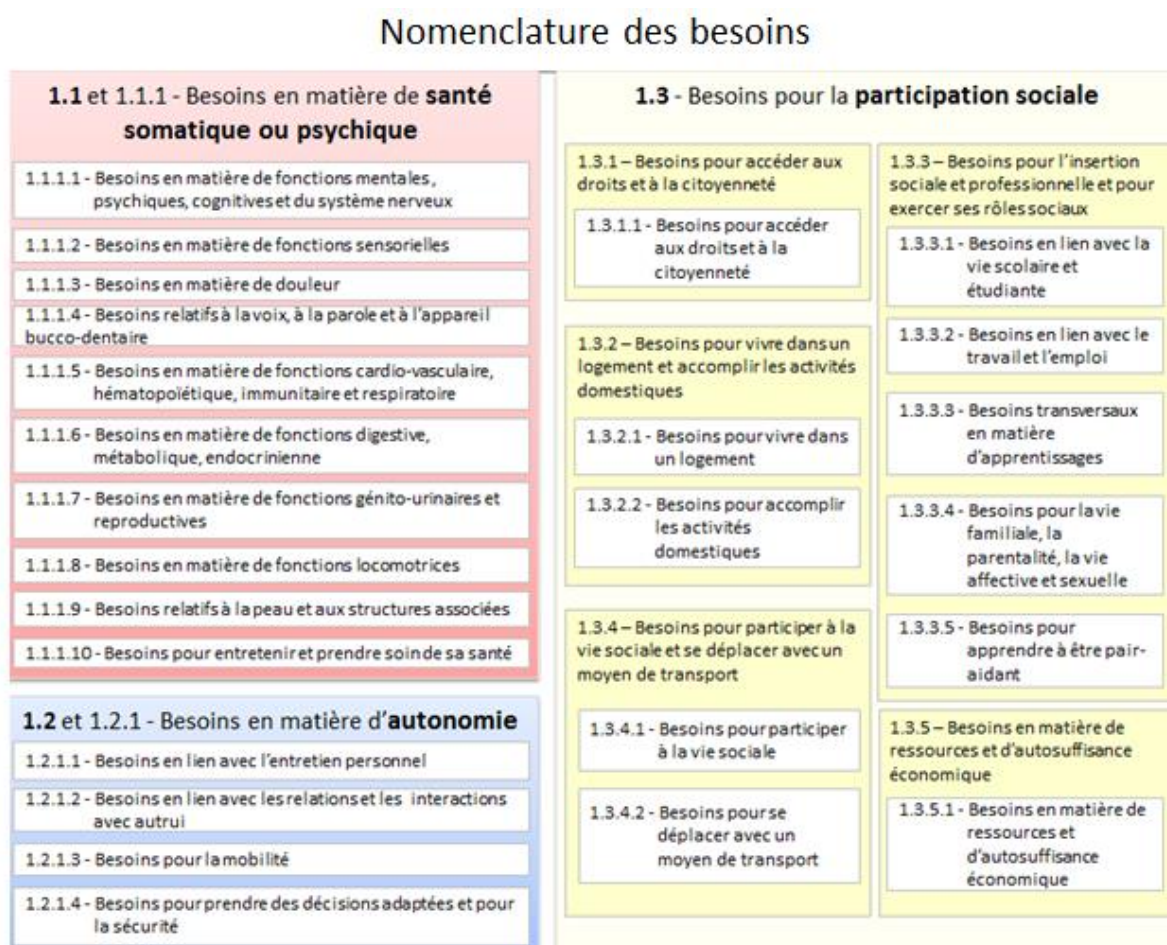 Nomenclature des besoins
1.1 et 1.1.1 - Besoins en matière de santé
somatique ou psychique
1.1.1.1 - Besoins en matière de fonctions mentales,
psychiques, cognitives et du système nerveux
1.1.1.2 - Besoins en matière de fonctions sensorielles
1.1.1.3 - Besoins en matière de douleur
1.1.1.4 - Besoins relatifs à la voix, à la parole et à l'appareil
bucco-dentaire
1.1.1.5 - Besoins en matière de fonctions cardio-vasculaire,
hématopoïétique, immunitaire et respiratoire
1.1.1.6 - Besoins en matière de fonctions digestive,
métabolique, endocrinienne
1.1.1.7 - Besoins en matière de fonctions génito-urinaires et
reproductives
1.1.1.8 - Besoins en matière de fonctions locomotrices
1.1.1.9 - Besoins relatifs à la peau et aux structures associées
1.1.1.10 - Besoins pour entretenir et prendre soin de sa santé
1.2 et 1.2.1 - Besoins en matière d'autonomie
1.2.1.1 - Besoins en lien avec l'entretien personnel
1.2.1.2 - Besoins en lien avec les relations et les interactions
avec autrui
1.2.1.3 - Besoins pour la mobilité
1.2.1.4 - Besoins pour prendre des décisions adaptées et pour
la sécurité
1.3 - Besoins pour la participation sociale
1.3.1 – Besoins pour accéder aux
droits et à la citoyenneté
1.3.1.1 - Besoins pour accéder
aux droits et à la
citoyenneté
1.3.2 – Besoins pour vivre dans un
logement et accomplir les activités
domestiques
1.3.2.1 - Besoins pour vivre dans
un logement
1.3.2.2 - Besoins pour accomplir
les activités
domestiques
1.3.4 – Besoins pour participer à la
vie sociale et se déplacer avec un
moyen de transport
1.3.4.1 - Besoins pour participer
à la vie sociale
1.3.4.2 - Besoins pour se
déplacer avec un
moyen de transport
1.3.3 – Besoins pour l'insertion
sociale et professionnelle et pour
exercer ses rôles sociaux
1.3.3.1 - Besoins en lien avec la
vie scolaire et
étudiante
1.3.3.2 - Besoins en lien avec le
travail et l'emploi
1.3.3.3 - Besoins transversaux
en matière
d'apprentissages
1.3.3.4 - Besoins pour la vie
familiale, la
parentalité, la vie
affective et sexuelle
1.3.3.5 - Besoins pour
apprendre à être pair-
aidant
1.3.5 – Besoins en matière de
ressources et d'autosuffisance
économique
1.3.5.1 - Besoins en matière de
ressources et
d'autosuffisance
économique